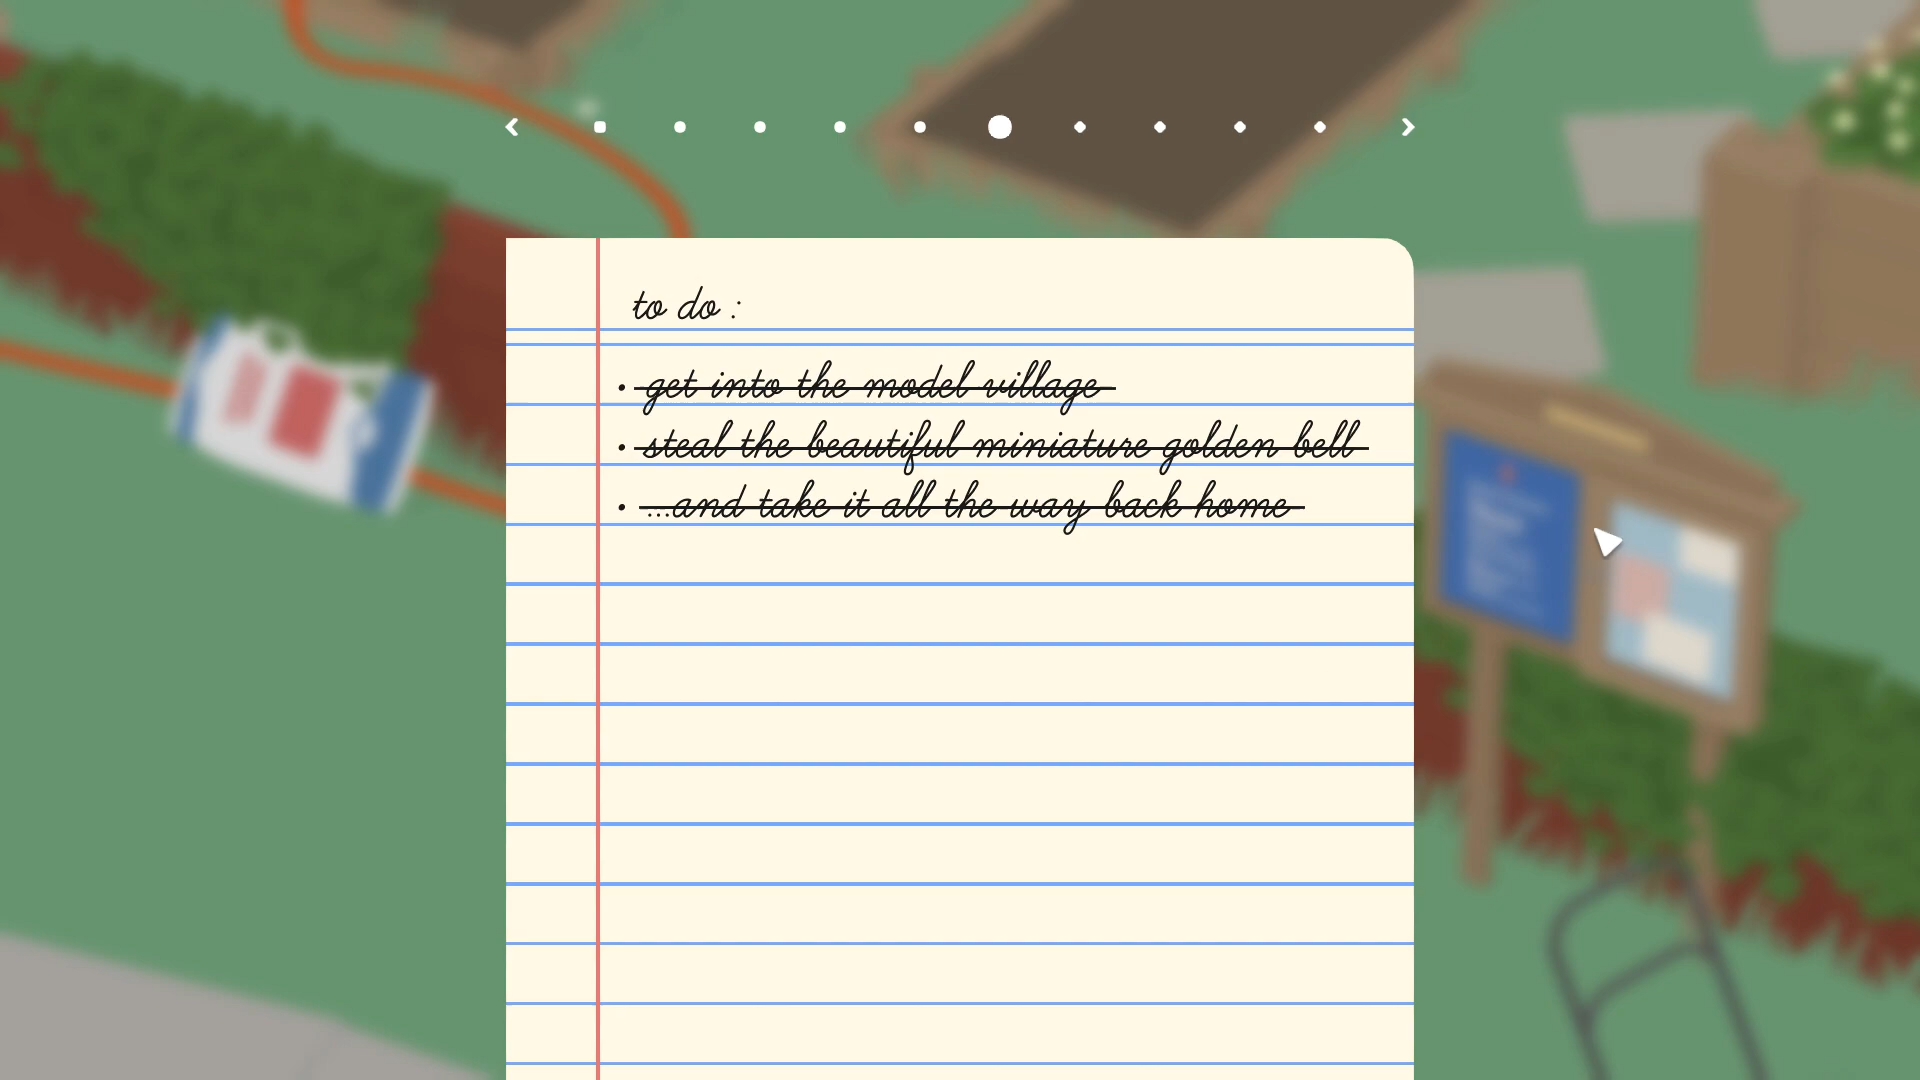 to do :
• get into the model village
• steal the beautiful miniature golden bell
• ...and take it all the way back home